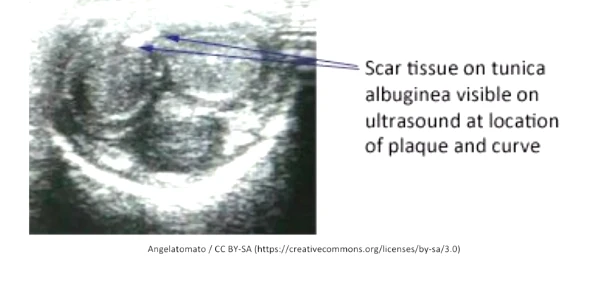 Scar tissue on tunica
albuginea visible on
ultrasound at location
of plaque and curve
Angelatomato / CC BY-SA (https://creativecommons.org/licenses/by-sa/3.0)